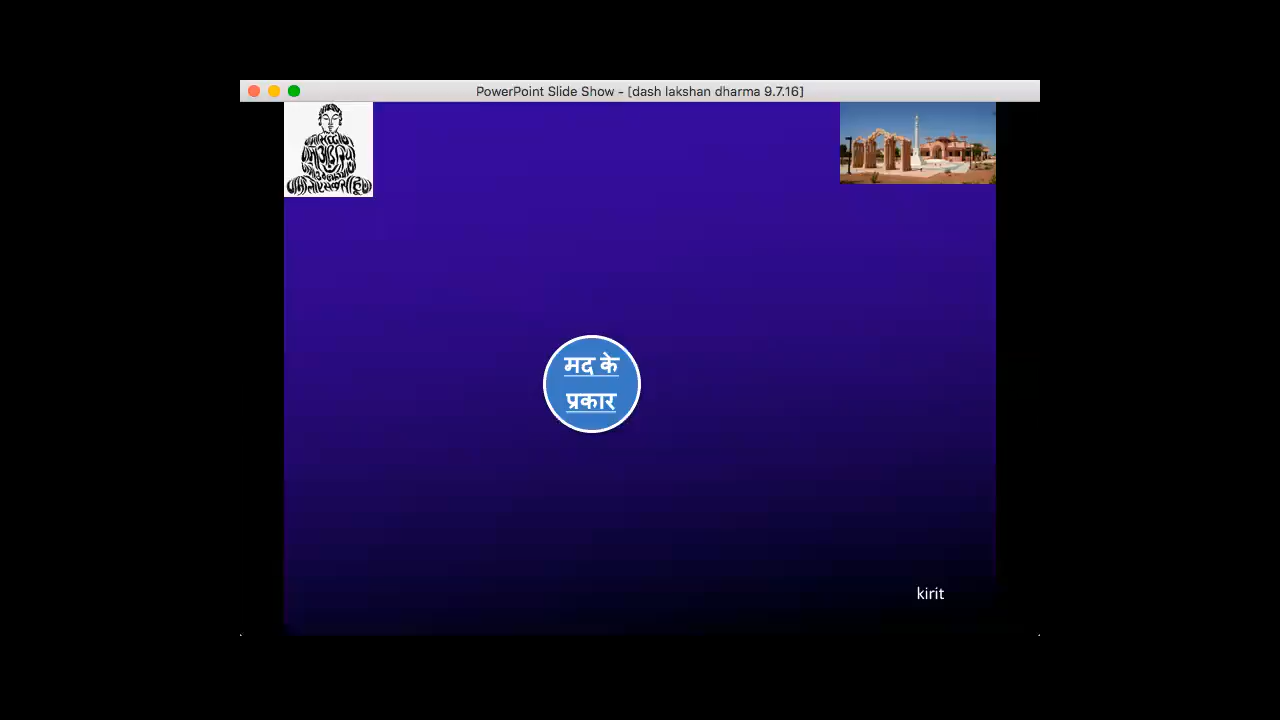 PowerPoint Slide Show - [dash lakshan dharma 9.7.16]
मद के
प्रकार
kirit